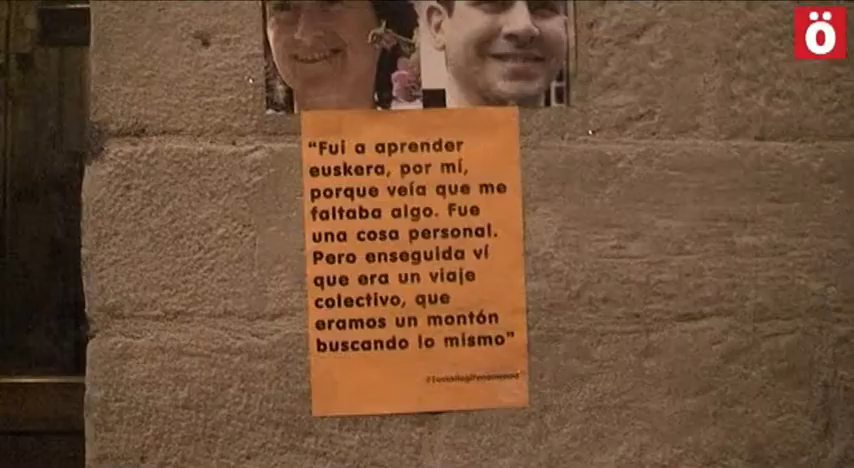 ö
"Fui a aprender
euskera, por mí,
porque veía que me
faltaba algo. Fue
una cosa personal.
Pero enseguida ví
que era un viaje
colectivo, que
eramos un montón
buscando lo mismo"